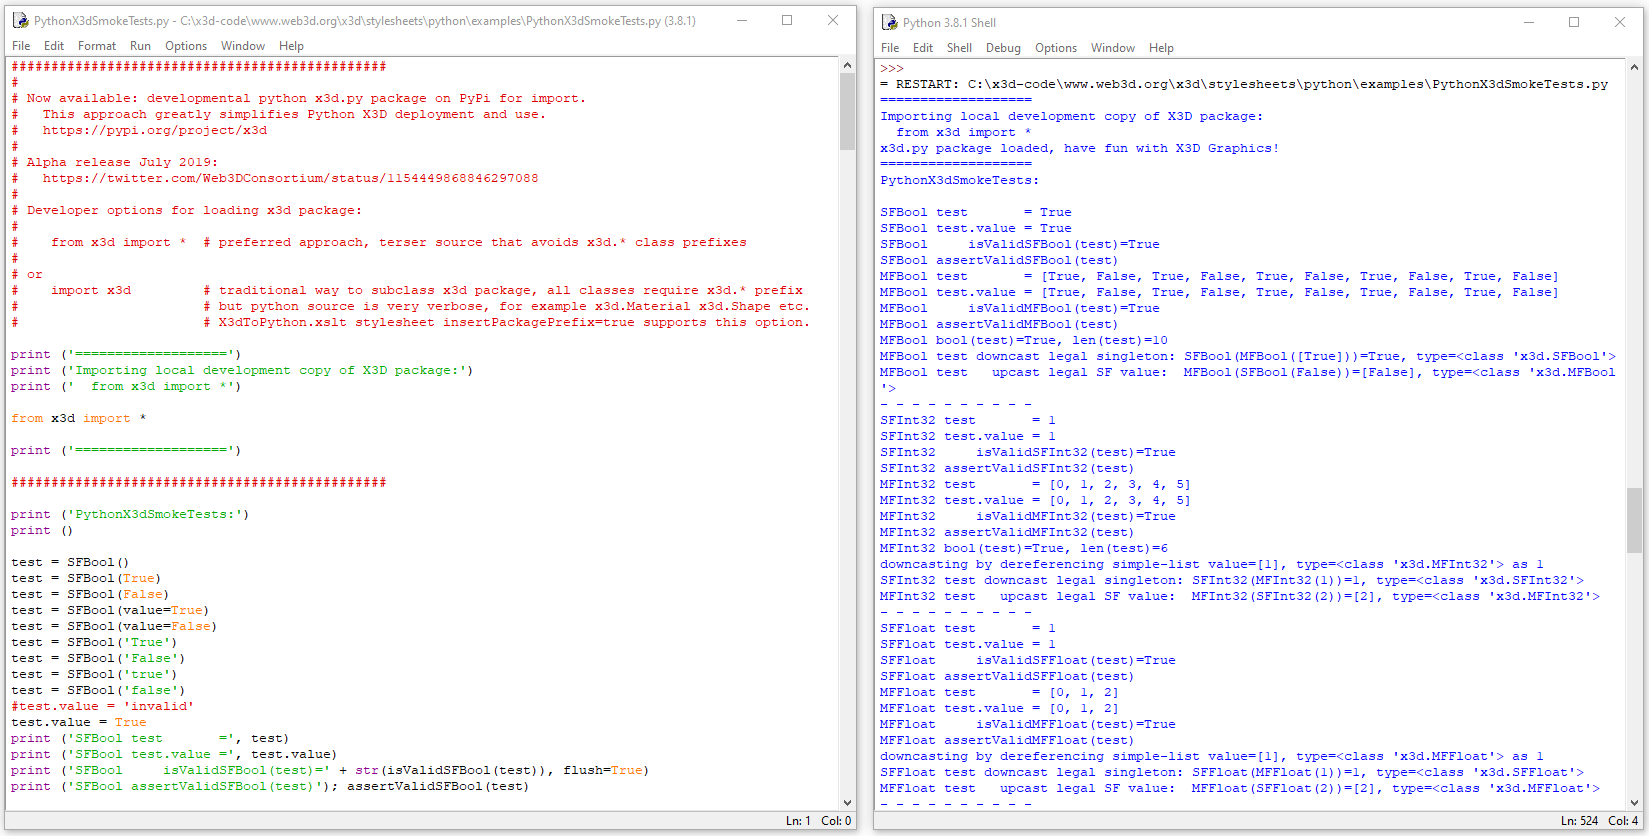 PythonX3dSmokeTests.py - C:\x3d-code\www.web3d.org\x3d\stylesheets\python\examples\PythonX3dSmokeTests.py (3.8.1)
File Edit Format Run Options Window Help
###############################################
#
# Now available: developmental python x3d.py package on PyPi for import.
#   This approach greatly simplifies Python X3D deployment and use.
#   https://pypi.org/project/x3d
#
# Alpha release July 2019:
#   https://twitter.com/Web3DConsortium/status/1154449868846297088
#
# Developer options for loading x3d package:
#
#    from x3d import *  # preferred approach, terser source that avoids x3d.* class prefixes
#
# or
#    import x3d         # traditional way to subclass x3d package, all classes require x3d.* prefix
#                       # but python source is very verbose, for example x3d.Material x3d.Shape etc.
#                       # X3dToPython.xslt stylesheet insertPackagePrefix=true supports this option.
print ('===================')
print ('Importing local development copy of X3D package:')
print ('  from x3d import *')
from x3d import *
print ('===================')
###############################################
print ('PythonX3dSmokeTests:')
print ()
test = SFBool()
test = SFBool(True)
test = SFBool(False)
test = SFBool(value=True)
test = SFBool(value=False)
test = SFBool('True')
test = SFBool('False')
test = SFBool('true')
test = SFBool('false')
#test.value = 'invalid'
test.value = True
print ('SFBool test       =', test)
print ('SFBool test.value =', test.value)
print ('SFBool     isValidSFBool(test)=' + str(isValidSFBool(test)), flush=True)
print ('SFBool assertValidSFBool(test)'); assertValidSFBool(test)
Ln: 1 Col: 0
Python 3.8.1 Shell
File Edit Shell Debug Options Window Help
>>>
= RESTART: C:\x3d-code\www.web3d.org\x3d\stylesheets\python\examples\PythonX3dSmokeTests.py
===================
Importing local development copy of X3D package:
  from x3d import *
x3d.py package loaded, have fun with X3D Graphics!
===================
PythonX3dSmokeTests:
SFBool test       = True
SFBool test.value = True
SFBool     isValidSFBool(test)=True
SFBool assertValidSFBool(test)
MFBool test       = [True, False, True, False, True, False, True, False, True, False]
MFBool test.value = [True, False, True, False, True, False, True, False, True, False]
MFBool     isValidMFBool(test)=True
MFBool assertValidMFBool(test)
MFBool bool(test)=True, len(test)=10
MFBool test downcast legal singleton: SFBool(MFBool([True]))=True, type=<class 'x3d.SFBool'>
MFBool test   upcast legal SF value:  MFBool(SFBool(False))=[False], type=<class 'x3d.MFBool
'>
- - - - - - - - - -
SFInt32 test       = 1
SFInt32 test.value = 1
SFInt32     isValidSFInt32(test)=True
SFInt32 assertValidSFInt32(test)
MFInt32 test       = [0, 1, 2, 3, 4, 5]
MFInt32 test.value = [0, 1, 2, 3, 4, 5]
MFInt32     isValidMFInt32(test)=True
MFInt32 assertValidMFInt32(test)
MFInt32 bool(test)=True, len(test)=6
downcasting by dereferencing simple-list value=[1], type=<class 'x3d.MFInt32'> as 1
SFInt32 test downcast legal singleton: SFInt32(MFInt32(1))=1, type=<class 'x3d.SFInt32'>
MFInt32 test   upcast legal SF value:  MFInt32(SFInt32(2))=[2], type=<class 'x3d.MFInt32'>
- - - - - - - - - -
SFFloat test       = 1
SFFloat test.value = 1
SFFloat     isValidSFFloat(test)=True
SFFloat assertValidSFFloat(test)
MFFloat test       = [0, 1, 2]
MFFloat test.value = [0, 1, 2]
MFFloat     isValidMFFloat(test)=True
MFFloat assertValidMFFloat(test)
downcasting by dereferencing simple-list value=[1], type=<class 'x3d.MFFloat'> as 1
SFFloat test downcast legal singleton: SFFloat(MFFloat(1))=1, type=<class 'x3d.SFFloat'>
MFFloat test   upcast legal SF value:  MFFloat(SFFloat(2))=[2], type=<class 'x3d.MFFloat'>
- - - - - - - - - -
Ln: 524 Col: 4